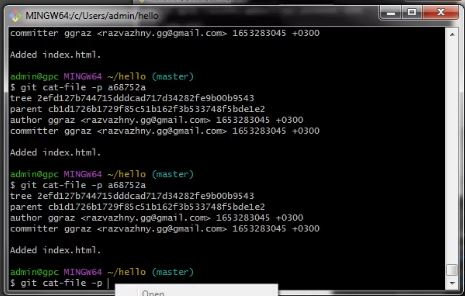 MINGW64:/c/Users/admin/hello
committer ggraz <razvazhny.gg@gmail.com> 1653283045 +0300
Added index.html.
admin@gpc MINGW64 ~/hello (master)
$ git cat-file -p a68752a
tree 2efd127b744715dddcad717d34282fe9b00b9543
parent cb1d1726b1729f85c51b162f3b533748f5bde1e2
author ggraz <razvazhny.gg@gmail.com> 1653283045 +0300
committer ggraz <razvazhny.gg@gmail.com> 1653283045 +0300
Added index.html.
admin@gpc MINGW64 ~/hello (master)
$ git cat-file -p a68752a
tree 2efd127b744715dddcad717d34282fe9b00b9543
parent cb1d1726b1729f85c51b162f3b533748f5bde1e2
author ggraz <razvazhny.gg@gmail.com> 1653283045 +0300
committer ggraz <razvazhny.gg@gmail.com> 1653283045 +0300
Added index.html.
admin@gpc MINGW64 ~/hello (master)
$ git cat-file -p
Open